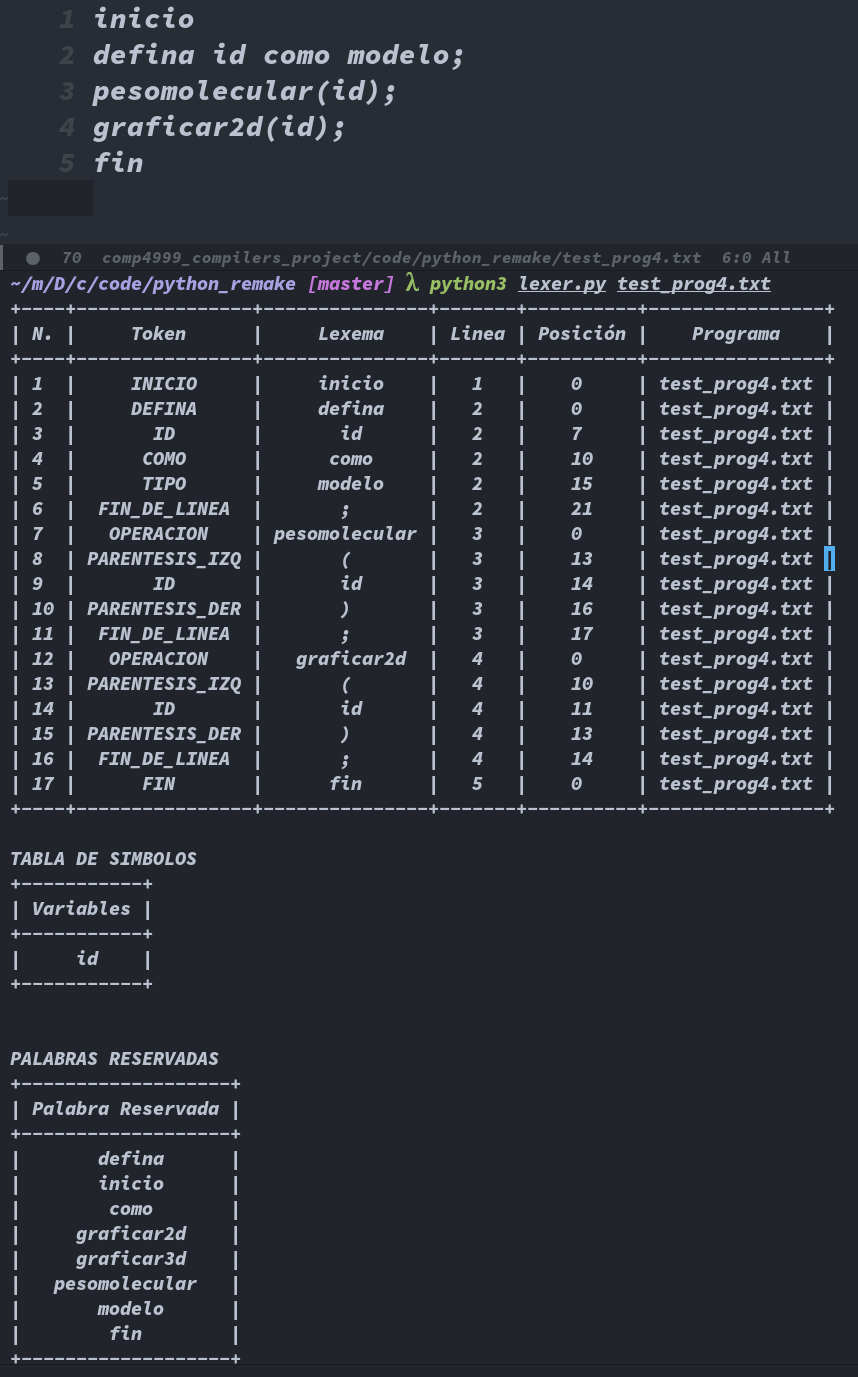 1 inicio
2 defina id como modelo;
3 pesomolecular(id);
4 graficar2d(id);
5 fin
~
~
● 70 comp4999_compilers_project/code/python_remake/test_prog4.txt 6:0 All
~/m/D/c/code/python_remake [master] λ python3 lexer.py test_prog4.txt
+----+----------------+---------------+-------+----------+----------------+
| N. |     Token      |     Lexema    | Linea | Posición |    Programa    |
+----+----------------+---------------+-------+----------+----------------+
| 1  |     INICIO     |     inicio    |   1   |    0     | test_prog4.txt |
| 2  |     DEFINA     |     defina    |   2   |    0     | test_prog4.txt |
| 3  |       ID       |       id      |   2   |    7     | test_prog4.txt |
| 4  |      COMO      |      como     |   2   |    10    | test_prog4.txt |
| 5  |      TIPO      |     modelo    |   2   |    15    | test_prog4.txt |
| 6  |  FIN_DE_LINEA  |       ;       |   2   |    21    | test_prog4.txt |
| 7  |   OPERACION    | pesomolecular |   3   |    0     | test_prog4.txt |
| 8  | PARENTESIS_IZQ |       (       |   3   |    13    | test_prog4.txt |
| 9  |       ID       |       id      |   3   |    14    | test_prog4.txt |
| 10 | PARENTESIS_DER |       )       |   3   |    16    | test_prog4.txt |
| 11 |  FIN_DE_LINEA  |       ;       |   3   |    17    | test_prog4.txt |
| 12 |   OPERACION    |   graficar2d  |   4   |    0     | test_prog4.txt |
| 13 | PARENTESIS_IZQ |       (       |   4   |    10    | test_prog4.txt |
| 14 |       ID       |       id      |   4   |    11    | test_prog4.txt |
| 15 | PARENTESIS_DER |       )       |   4   |    13    | test_prog4.txt |
| 16 |  FIN_DE_LINEA  |       ;       |   4   |    14    | test_prog4.txt |
| 17 |      FIN       |      fin      |   5   |    0     | test_prog4.txt |
+----+----------------+---------------+-------+----------+----------------+
TABLA DE SIMBOLOS
+-----------+
| Variables |
+-----------+
|     id    |
+-----------+
PALABRAS RESERVADAS
+-------------------+
| Palabra Reservada |
+-------------------+
|       defina      |
|       inicio      |
|        como       |
|     graficar2d    |
|     graficar3d    |
|   pesomolecular   |
|       modelo      |
|        fin        |
+-------------------+